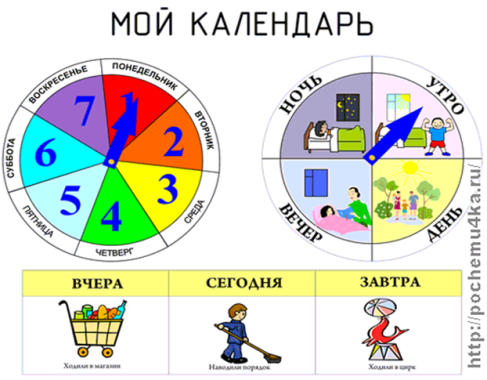 МОЙ КАЛЕНДАРЬ
ПОНЕДЕЛЬНИК
ВТОРНИК
СРЕДА
ЧЕТВЕРГ
ПЯТНИЦА
СУББОТА
ВОСКРЕСЕНЬЕ
1
2
3
4
5
6
7
НОЧЬ
УТРО
ДЕНЬ
ВЕЧЕР
ВЧЕРА
СЕГОДНЯ
ЗАВТРА
Ходили в магазин
Наводили порядок
Ходили в цирк
http://pochemu4ka.ru/